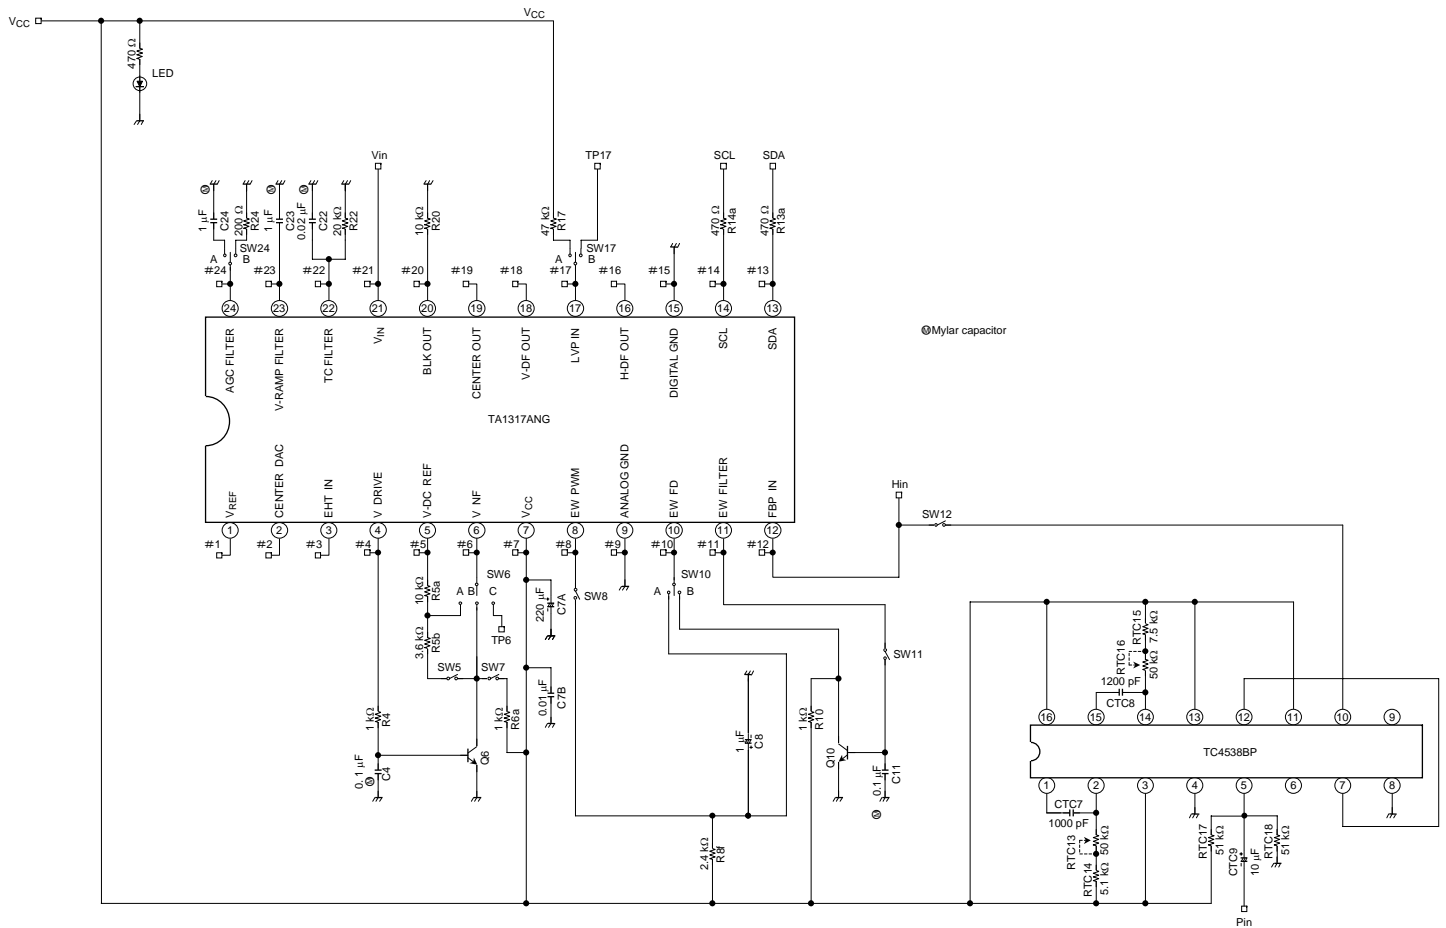 VCC
VCC
470 Ω
LED
Vin
TP17
SCL
SDA
Ⓜ
1 μF
C24
200 Ω
R24
Ⓜ
1 μF
C23
Ⓜ
0.02 μF
C22
20 kΩ
R22
10 kΩ
R20
47 kΩ
R17
470 Ω
R14a
470 Ω
R13a
A
B
SW24
A
B
SW17
#24
#23
#22
#21
#20
#19
#18
#17
#16
#15
#14
#13
24
23
22
21
20
19
18
17
16
15
14
13
AGC FILTER
V-RAMP FILTER
TC FILTER
VIN
BLK OUT
CENTER OUT
V-DF OUT
LVP IN
H-DF OUT
DIGITAL GND
SCL
SDA
ⓂMylar capacitor
TA1317ANG
VREF
CENTER DAC
EHT IN
V DRIVE
V-DC REF
V NF
VCC
EW PWM
ANALOG GND
EW FD
EW FILTER
FBP IN
1
2
3
4
5
6
7
8
9
10
11
12
#1
#2
#3
#4
#5
#6
#7
#8
#9
#10
#11
#12
Hin
SW12
10 kΩ
R5a
A
B
C
SW6
TP6
3.6 kΩ
R5b
SW5
SW7
220 μF
C7A
0.01 μF
C7B
SW8
A
B
SW10
SW11
1 kΩ
R4
1 kΩ
R6a
0. 1 μF
C4
Ⓜ
Q6
1 μF
C8
1 kΩ
R10
Q10
0.1 μF
C11
Ⓜ
2.4 kΩ
R8f
RTC15
7.5 kΩ
RTC16
50 kΩ
1200 pF
CTC8
16
15
14
13
12
11
10
9
TC4538BP
1
2
3
4
5
6
7
8
CTC7
1000 pF
RTC13
50 kΩ
RTC14
5.1 kΩ
RTC17
51 kΩ
CTC9
10 μF
RTC18
51 kΩ
Pin